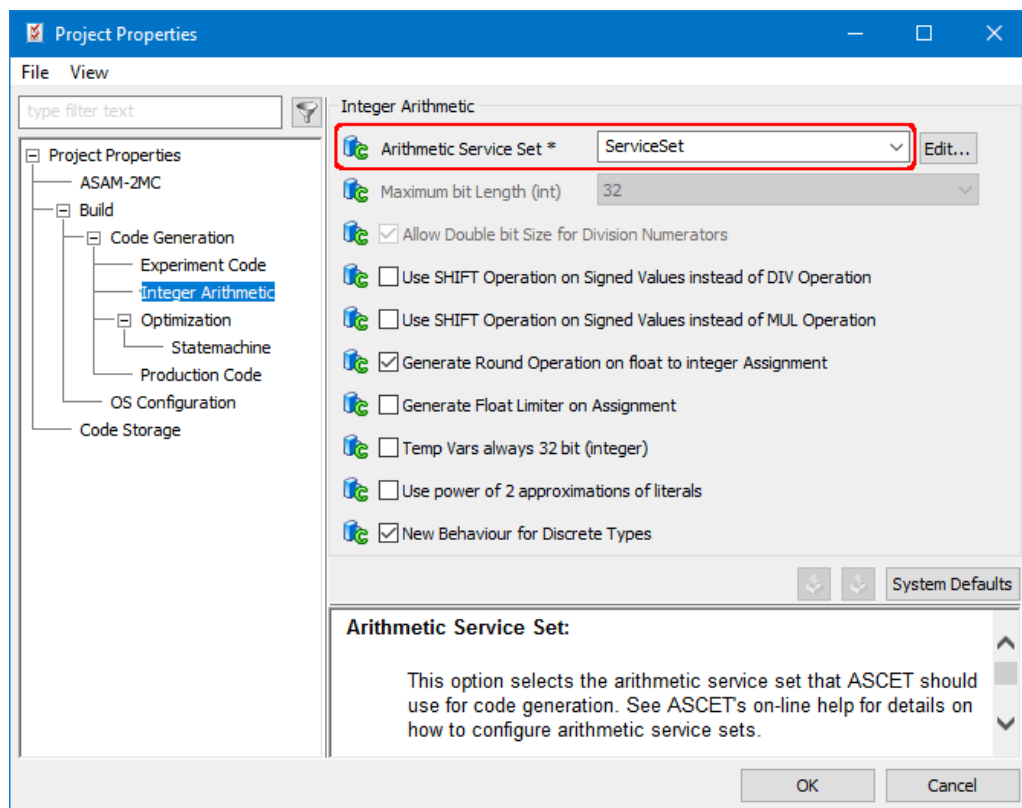 Project Properties
File View
type filter text
Project Properties
ASAM-2MC
Build
Code Generation
Experiment Code
Integer Arithmetic
Optimization
Statemachine
Production Code
OS Configuration
Code Storage
Integer Arithmetic
Arithmetic Service Set * ServiceSet Edit...
Maximum bit Length (int) 32
Allow Double bit Size for Division Numerators
Use SHIFT Operation on Signed Values instead of DIV Operation
Use SHIFT Operation on Signed Values instead of MUL Operation
Generate Round Operation on float to integer Assignment
Generate Float Limiter on Assignment
Temp Vars always 32 bit (integer)
Use power of 2 approximations of literals
New Behaviour for Discrete Types
System Defaults
Arithmetic Service Set:
This option selects the arithmetic service set that ASCET should
use for code generation. See ASCET's on-line help for details on
how to configure arithmetic service sets.
OK Cancel